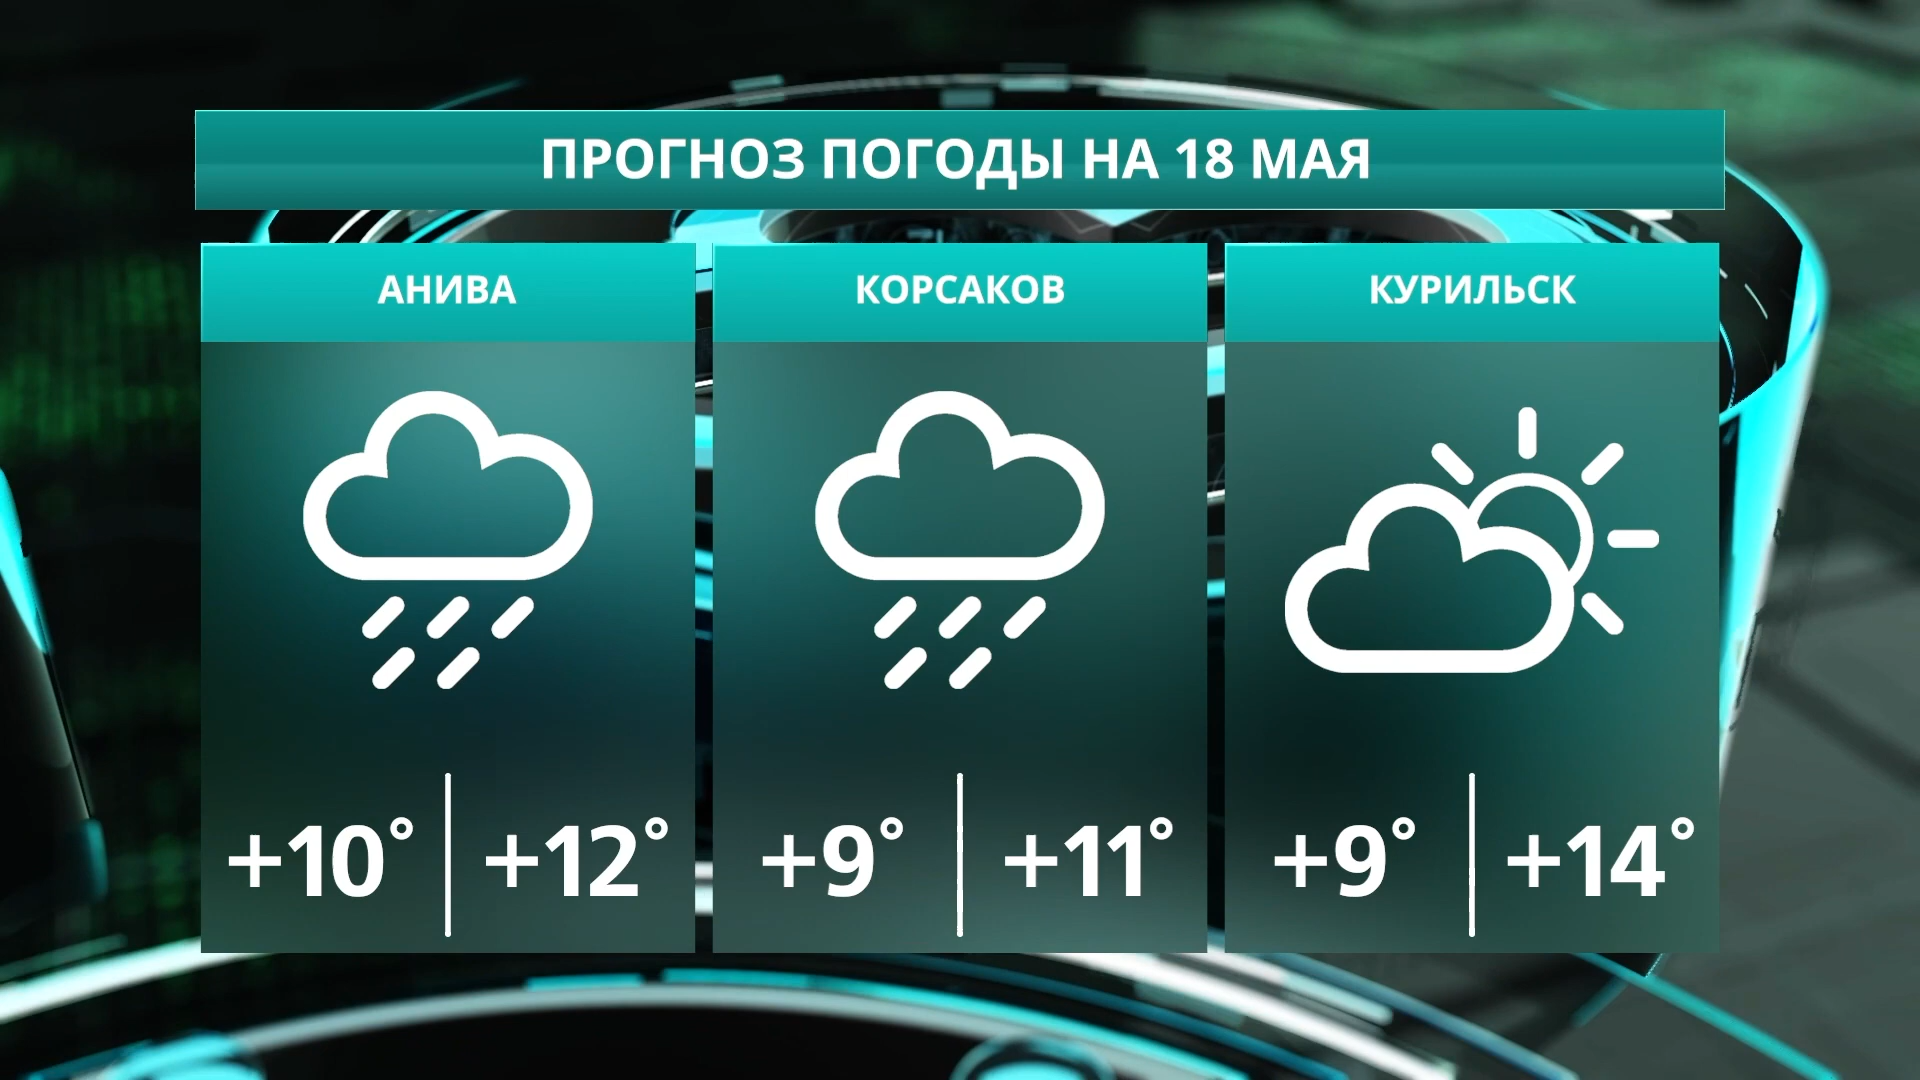 ПРОГНОЗ ПОГОДЫ НА 18 МАЯ
АНИВА
+10° +12°
КОРСАКОВ
+9° +11°
КУРИЛЬСК
+9° +14°